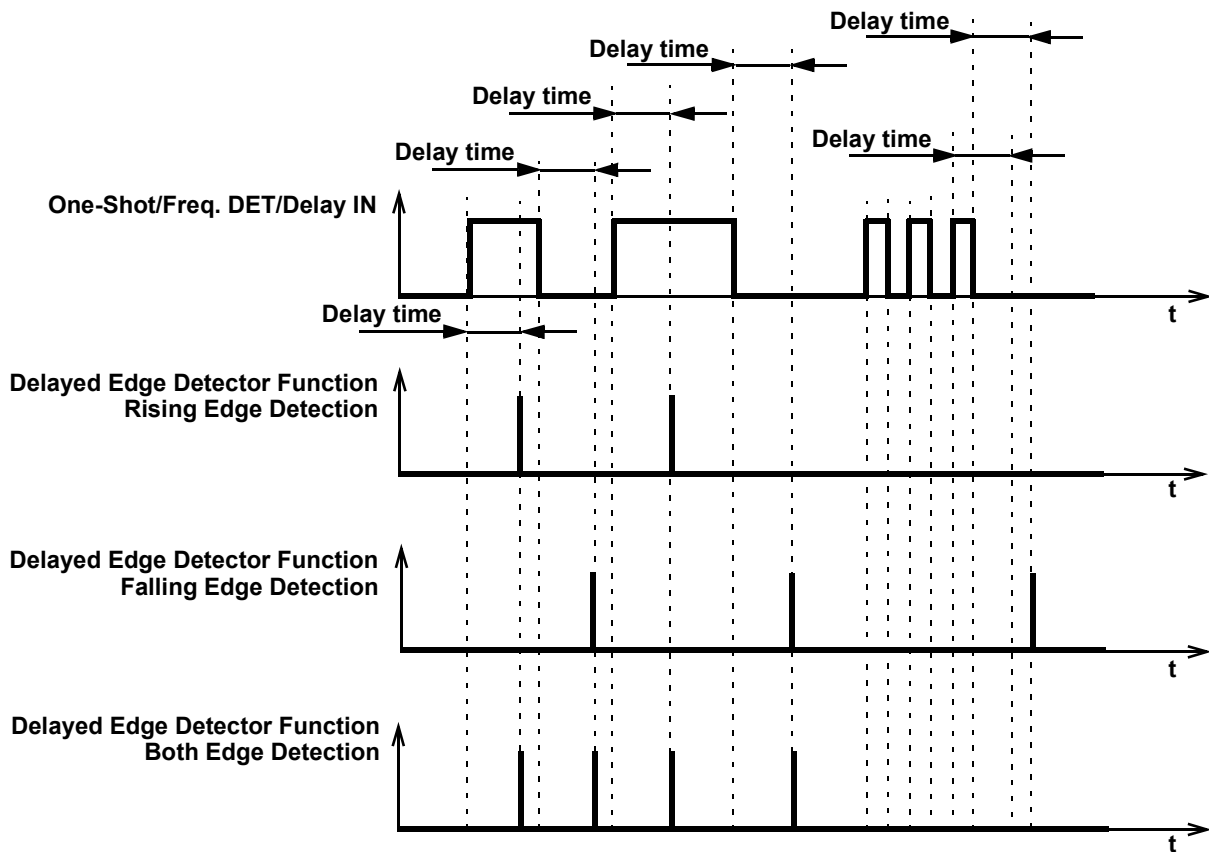 Delay time
Delay time
Delay time
Delay time
Delay time
One-Shot/Freq. DET/Delay IN
t
Delay time
Delayed Edge Detector Function
Rising Edge Detection
t
Delayed Edge Detector Function
Falling Edge Detection
t
Delayed Edge Detector Function
Both Edge Detection
t